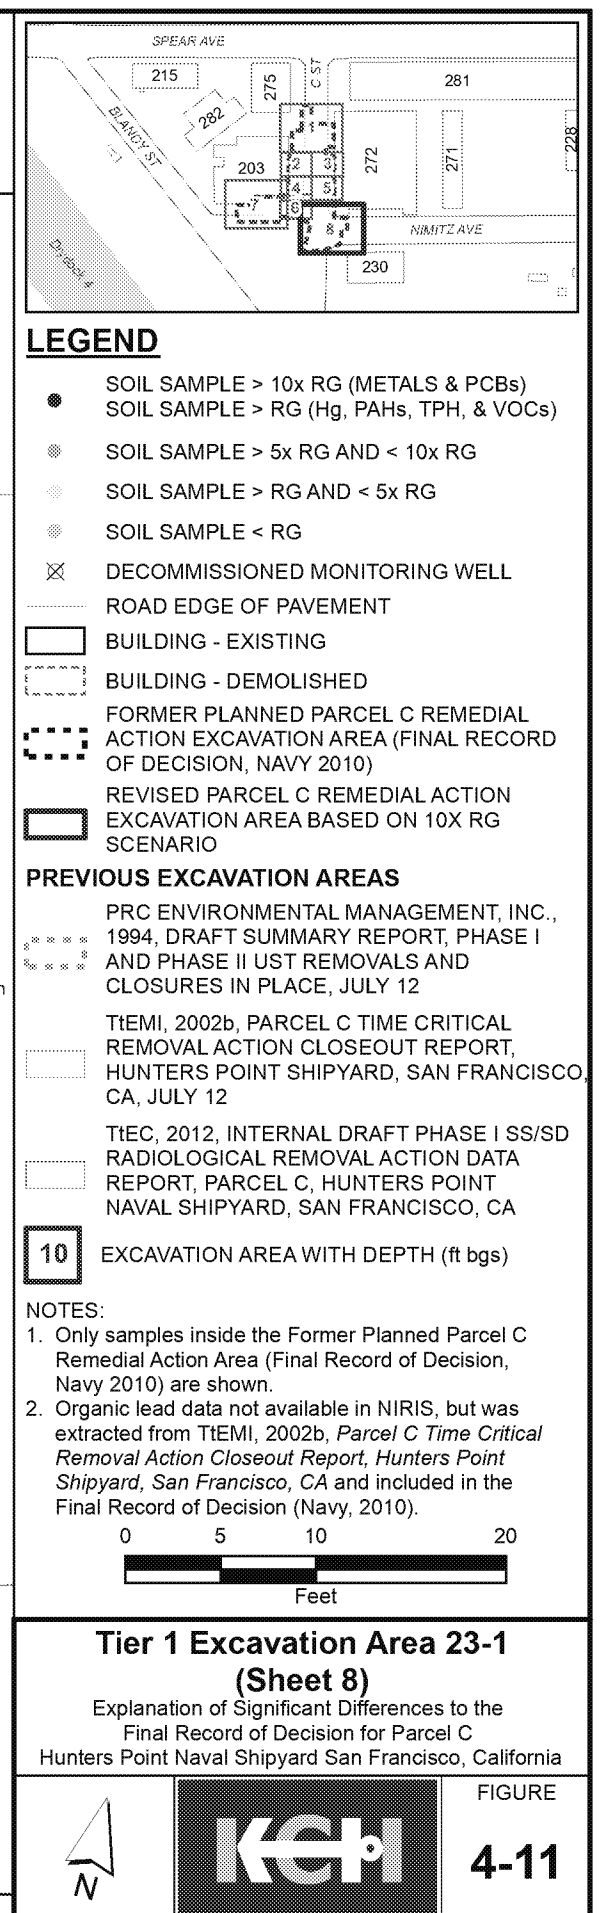 SPEAR AVE
215
275
C ST
281
BLANDY ST
282
1
272
271
228
203
2
3
4
5
7
6
8
NIMITZ AVE
230
Drydock 4
LEGEND
SOIL SAMPLE > 10x RG (METALS & PCBs)
SOIL SAMPLE > RG (Hg, PAHs, TPH, & VOCs)
SOIL SAMPLE > 5x RG AND < 10x RG
SOIL SAMPLE > RG AND < 5x RG
SOIL SAMPLE < RG
DECOMMISSIONED MONITORING WELL
ROAD EDGE OF PAVEMENT
BUILDING - EXISTING
BUILDING - DEMOLISHED
FORMER PLANNED PARCEL C REMEDIAL
ACTION EXCAVATION AREA (FINAL RECORD
OF DECISION, NAVY 2010)
REVISED PARCEL C REMEDIAL ACTION
EXCAVATION AREA BASED ON 10X RG
SCENARIO
PREVIOUS EXCAVATION AREAS
PRC ENVIRONMENTAL MANAGEMENT, INC.,
1994, DRAFT SUMMARY REPORT, PHASE I
AND PHASE II UST REMOVALS AND
CLOSURES IN PLACE, JULY 12
TtEMI, 2002b, PARCEL C TIME CRITICAL
REMOVAL ACTION CLOSEOUT REPORT,
HUNTERS POINT SHIPYARD, SAN FRANCISCO,
CA, JULY 12
TtEC, 2012, INTERNAL DRAFT PHASE I SS/SD
RADIOLOGICAL REMOVAL ACTION DATA
REPORT, PARCEL C, HUNTERS POINT
NAVAL SHIPYARD, SAN FRANCISCO, CA
10 EXCAVATION AREA WITH DEPTH (ft bgs)
NOTES:
1. Only samples inside the Former Planned Parcel C
Remedial Action Area (Final Record of Decision,
Navy 2010) are shown.
2. Organic lead data not available in NIRIS, but was
extracted from TtEMI, 2002b, Parcel C Time Critical
Removal Action Closeout Report, Hunters Point
Shipyard, San Francisco, CA and included in the
Final Record of Decision (Navy, 2010).
0 5 10 20
Feet
Tier 1 Excavation Area 23-1
(Sheet 8)
Explanation of Significant Differences to the
Final Record of Decision for Parcel C
Hunters Point Naval Shipyard San Francisco, California
N
KCH
FIGURE
4-11